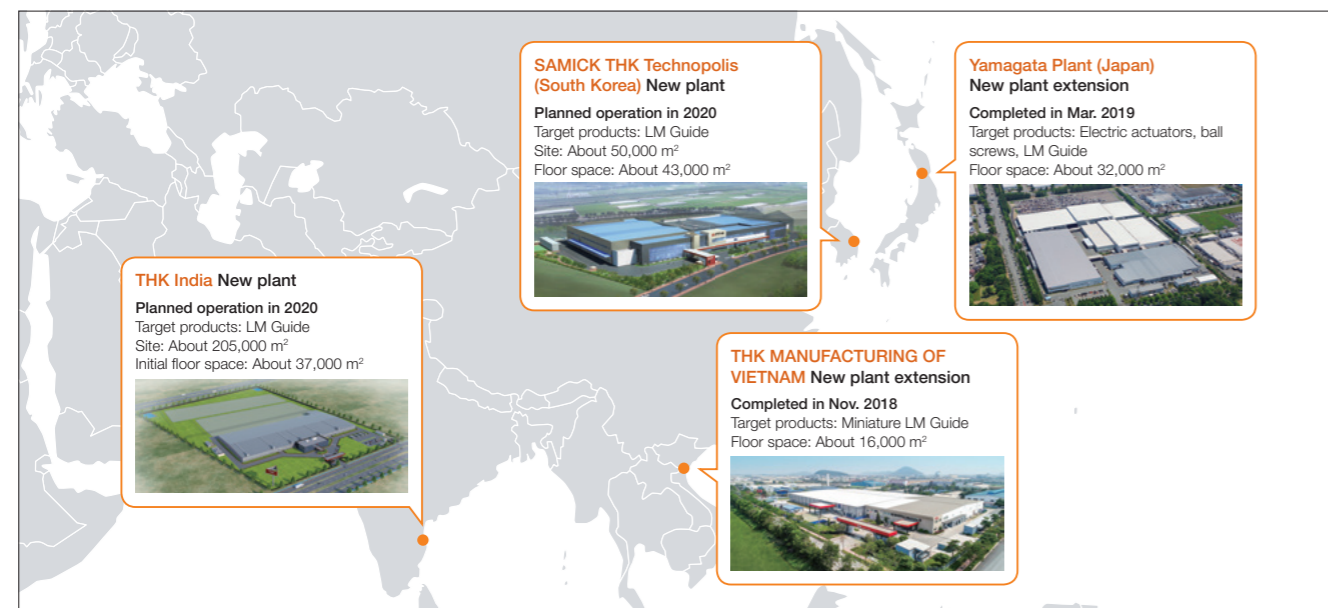 SAMICK THK Technopolis
(South Korea) New plant
Planned operation in 2020
Target products: LM Guide
Site: About 50,000 m²
Floor space: About 43,000 m²
Yamagata Plant (Japan)
New plant extension
Completed in Mar. 2019
Target products: Electric actuators, ball
screws, LM Guide
Floor space: About 32,000 m²
THK India New plant
Planned operation in 2020
Target products: LM Guide
Site: About 205,000 m²
Initial floor space: About 37,000 m²
THK MANUFACTURING OF
VIETNAM New plant extension
Completed in Nov. 2018
Target products: Miniature LM Guide
Floor space: About 16,000 m²